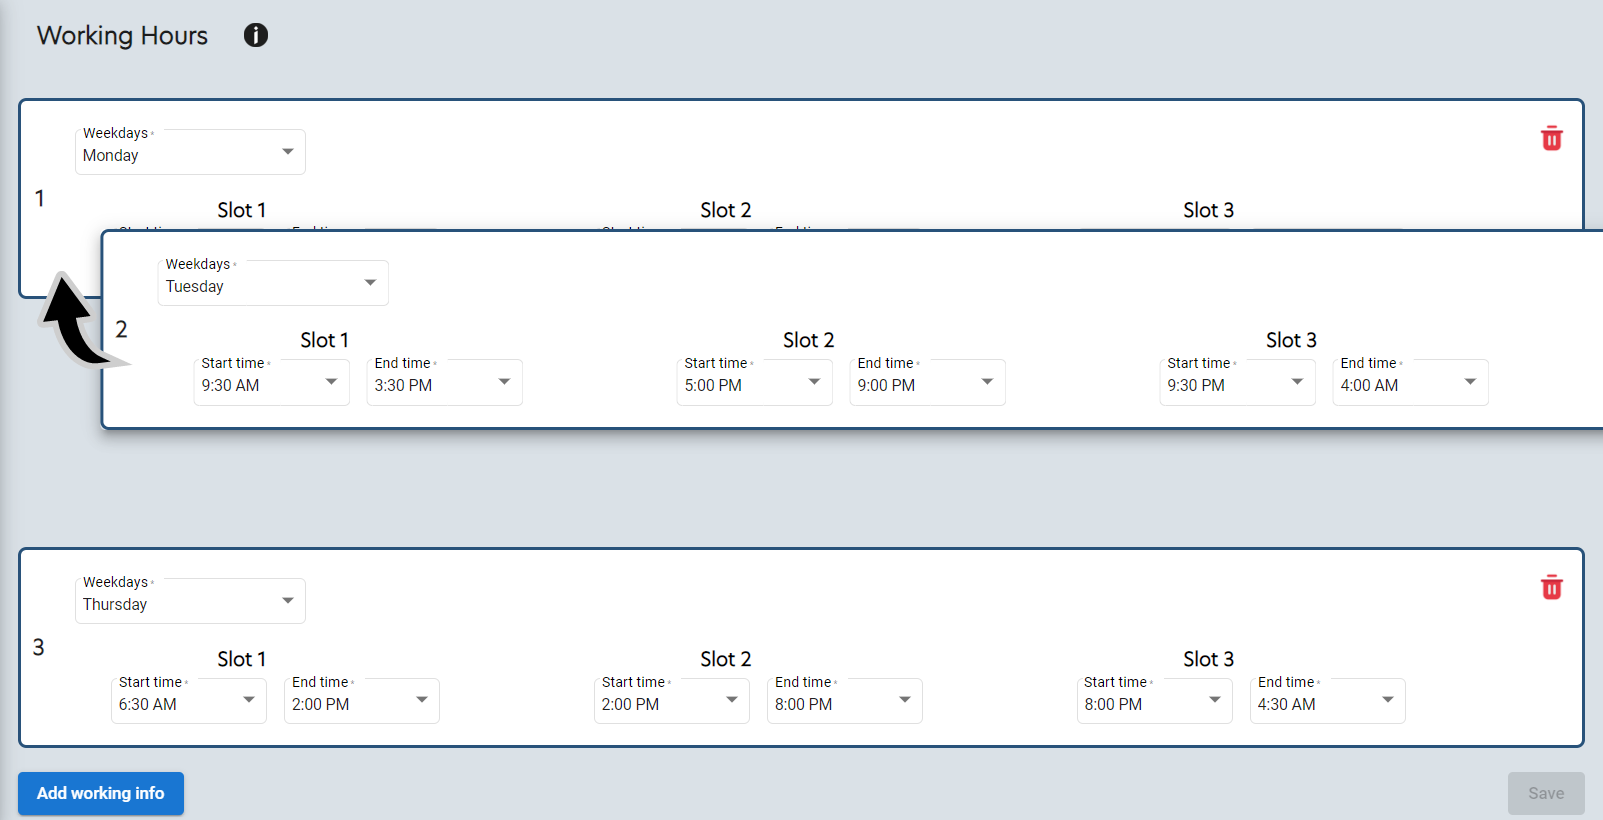 Working Hours i
Weekdays *
Monday
1
Slot 1 Slot 2 Slot 3
Weekdays *
Tuesday
2
Slot 1 Slot 2 Slot 3
Start time * End time * Start time * End time * Start time * End time *
9:30 AM 3:30 PM 5:00 PM 9:00 PM 9:30 PM 4:00 AM
Weekdays *
Thursday
3
Slot 1 Slot 2 Slot 3
Start time * End time * Start time * End time * Start time * End time *
6:30 AM 2:00 PM 2:00 PM 8:00 PM 8:00 PM 4:30 AM
Add working info Save